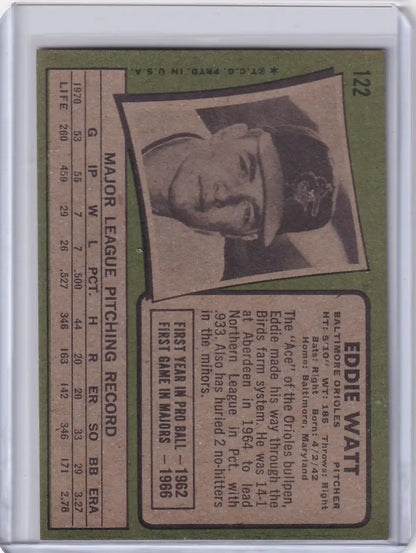 122
EDDIE WATT
BALTIMORE ORIOLES PITCHER
HT: 5/10" WT: 185 Throws: Right
Bats: Right Born: 4/2/42
Home: Baltimore, Maryland
The "Ace" of the Orioles bullpen,
Eddie made his way through the
Birds farm system. He was 14-1
at Aberdeen in 1964 to lead
Northern League in Pct. with
.933. Also has hurled 2 no-hitters
in the minors.
FIRST YEAR IN PRO BALL — 1962
FIRST GAME IN MAJORS — 1966
*©T.C.G. PRTD. IN U.S.A.
MAJOR LEAGUE PITCHING RECORD
G IP W L PCT. H R ER SO BB ERA
1970 53 55 7 7 .500 44 20 20 33 29 3.27
LIFE 260 459 29 26 .527 346 163 142 346 171 2.78